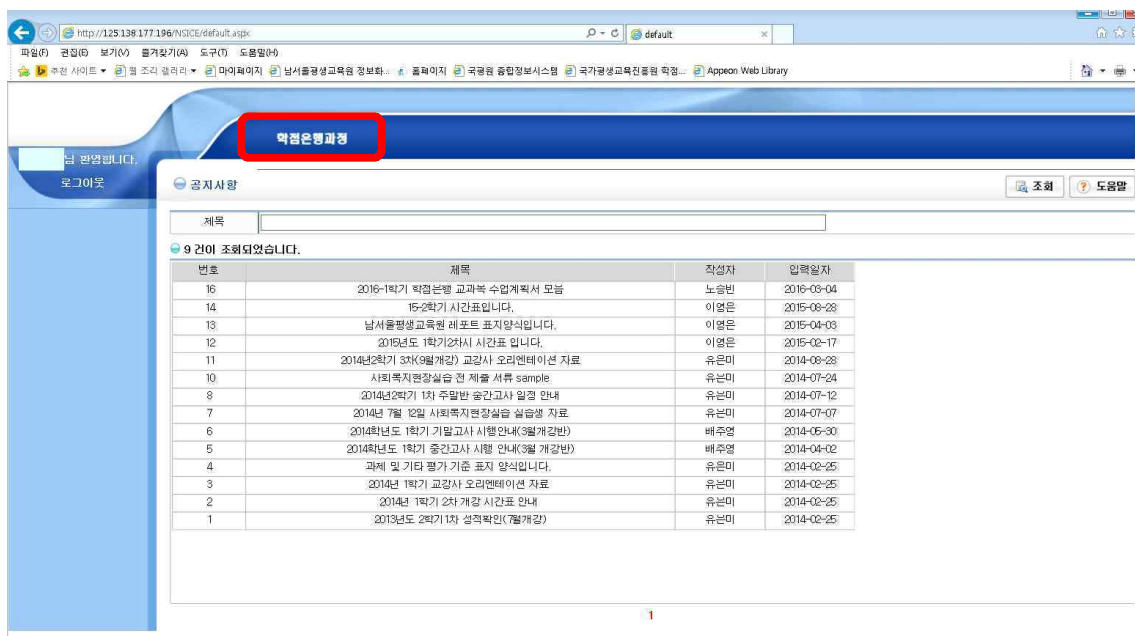 http://125.138.177.196/NSICE/default.aspx
default
파일(F) 편집(E) 보기(V) 즐겨찾기(A) 도구(T) 도움말(H)
추천 사이트 웹 조각 갤러리 마이페이지 남서울평생교육원 정보화... 홈페이지 국평원 종합정보시스템 국가평생교육진흥원 학점... Appeon Web Library
학점은행과정
님 환영합니다.
로그아웃
공지사항
조회
도움말
제목
9 건이 조회되었습니다.
번호 제목 작성자 입력일자
16 2016-1학기 학점은행 교과목 수업계획서 모음 노승빈 2016-03-04
14 15-2학기 시간표입니다. 이영은 2015-08-28
13 남서울평생교육원 레포트 표지양식입니다. 이영은 2015-04-03
12 2015년도 1학기2차시 시간표 입니다. 이영은 2015-02-17
11 2014년2학기 3차(9월개강) 교강사 오리엔테이션 자료 유은미 2014-08-28
10 사회복지현장실습 전 제출 서류 sample 유은미 2014-07-24
8 2014년2학기 1차 주말반 중간고사 일정 안내 유은미 2014-07-12
7 2014년 7월 12일 사회복지현장실습 실습생 자료 유은미 2014-07-07
6 2014학년도 1학기 기말고사 시행안내(3월개강반) 배주영 2014-05-30
5 2014학년도 1학기 중간고사 시행 안내(3월 개강반) 배주영 2014-04-02
4 과제 및 기타 평가 기준 표지 양식입니다. 유은미 2014-02-25
3 2014년 1학기 교강사 오리엔테이션 자료 유은미 2014-02-25
2 2014년 1학기 2차 개강 시간표 안내 유은미 2014-02-25
1 2013년도 2학기1차 성적확인(7월개강) 유은미 2014-02-25
1